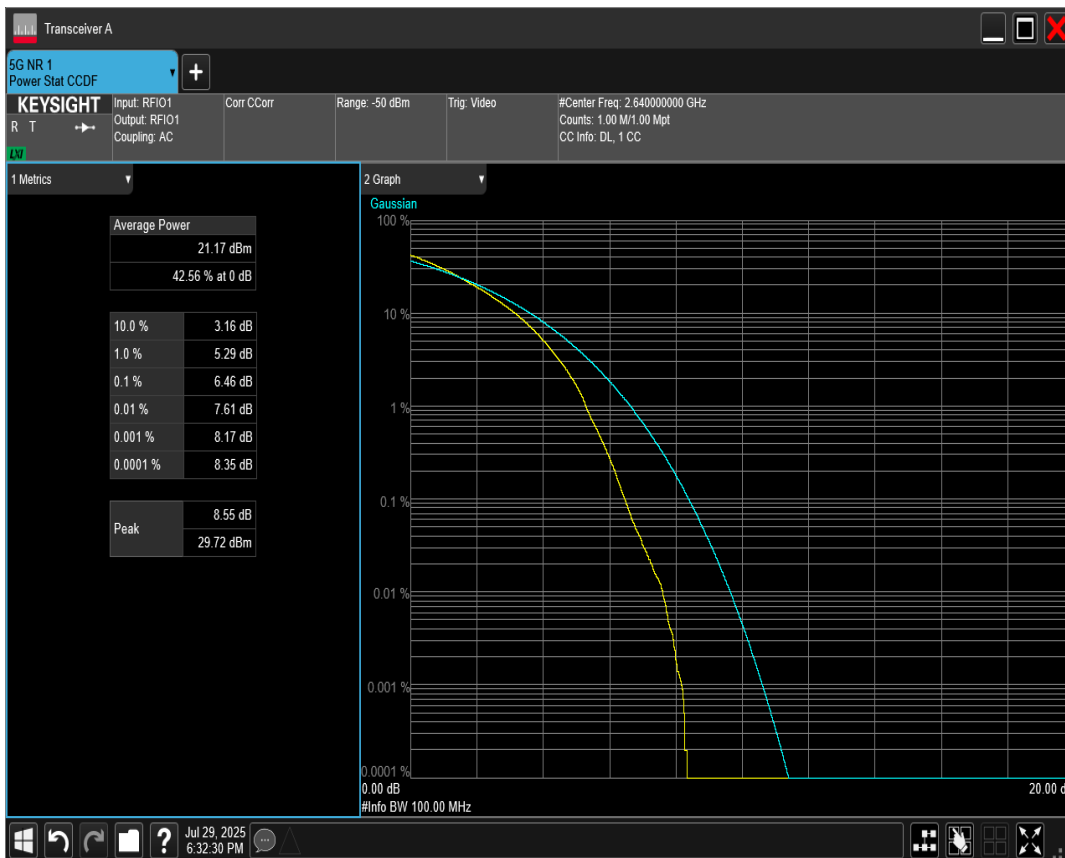 Transceiver A
5G NR 1
Power Stat CCDF
+
KEYSIGHT
R T
LXI
Input: RFIO1
Output: RFIO1
Coupling: AC
Corr CCorr
Range: -50 dBm
Trig: Video
#Center Freq: 2.640000000 GHz
Counts: 1.00 M/1.00 Mpt
CC Info: DL, 1 CC
1 Metrics
Average Power
21.17 dBm
42.56 % at 0 dB
10.0 % 3.16 dB
1.0 % 5.29 dB
0.1 % 6.46 dB
0.01 % 7.61 dB
0.001 % 8.17 dB
0.0001 % 8.35 dB
Peak
8.55 dB
29.72 dBm
2 Graph
Gaussian
100 %
10 %
1 %
0.1 %
0.01 %
0.001 %
0.0001 %
0.00 dB
20.00 d
#Info BW 100.00 MHz
?
Jul 29, 2025
6:32:30 PM